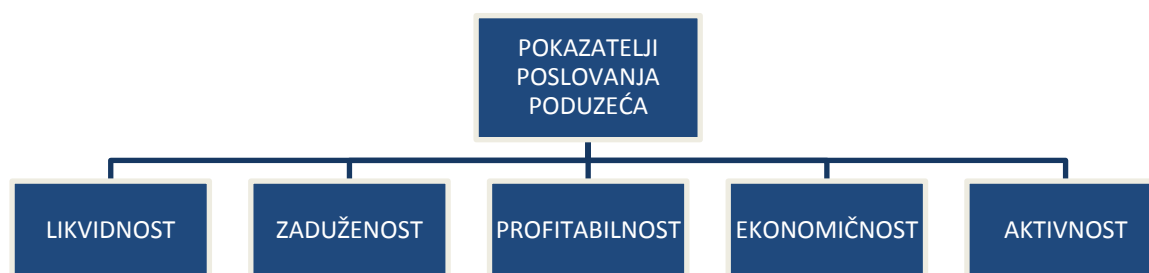 POKAZATELJI
POSLOVANJA
PODUZEĆA
LIKVIDNOST
ZADUŽENOST
PROFITABILNOST
EKONOMIČNOST
AKTIVNOST